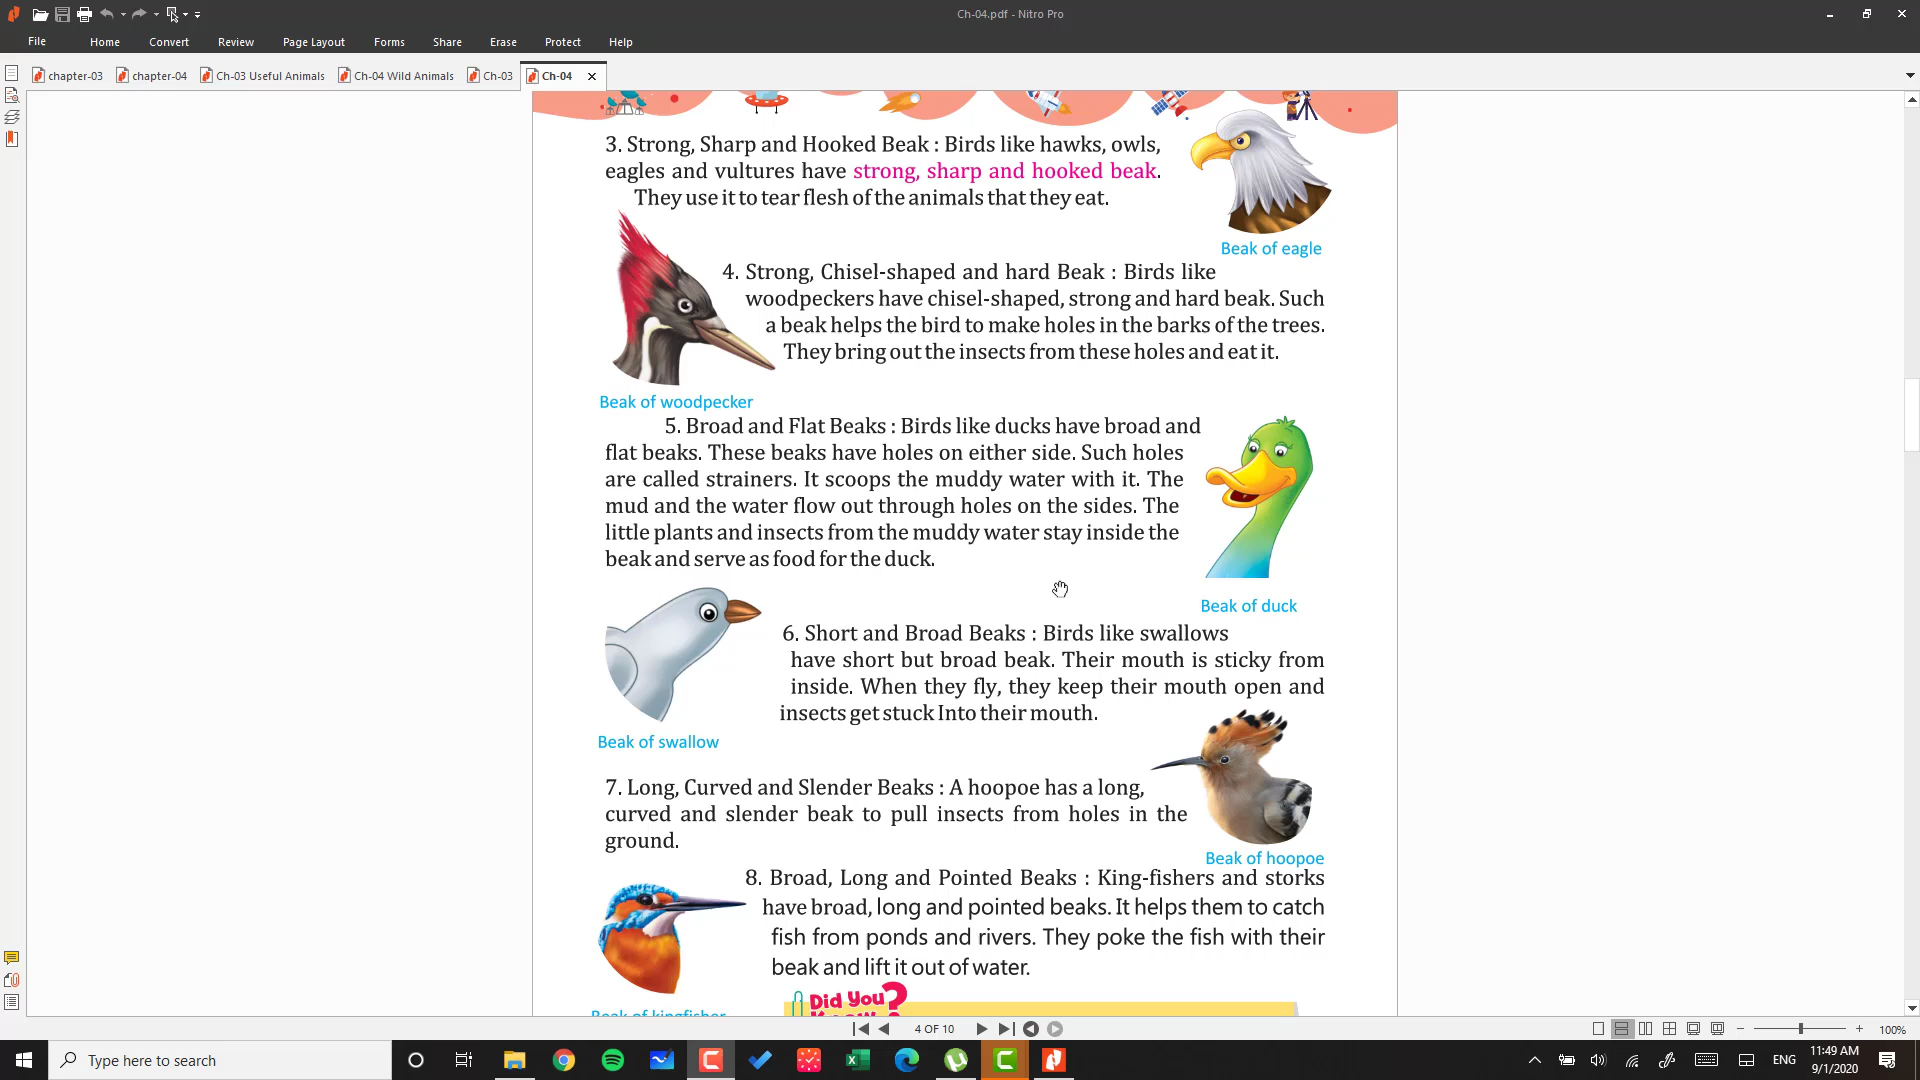 Ch-04.pdf - Nitro Pro
File Home Convert Review Page Layout Forms Share Erase Protect Help
chapter-03 chapter-04 Ch-03 Useful Animals Ch-04 Wild Animals Ch-03 Ch-04
3. Strong, Sharp and Hooked Beak : Birds like hawks, owls,
eagles and vultures have strong, sharp and hooked beak.
They use it to tear flesh of the animals that they eat.
Beak of eagle
4. Strong, Chisel-shaped and hard Beak : Birds like
woodpeckers have chisel-shaped, strong and hard beak. Such
a beak helps the bird to make holes in the barks of the trees.
They bring out the insects from these holes and eat it.
Beak of woodpecker
5. Broad and Flat Beaks : Birds like ducks have broad and
flat beaks. These beaks have holes on either side. Such holes
are called strainers. It scoops the muddy water with it. The
mud and the water flow out through holes on the sides. The
little plants and insects from the muddy water stay inside the
beak and serve as food for the duck.
Beak of duck
6. Short and Broad Beaks : Birds like swallows
have short but broad beak. Their mouth is sticky from
inside. When they fly, they keep their mouth open and
insects get stuck Into their mouth.
Beak of swallow
7. Long, Curved and Slender Beaks : A hoopoe has a long,
curved and slender beak to pull insects from holes in the
ground.
Beak of hoopoe
8. Broad, Long and Pointed Beaks : King-fishers and storks
have broad, long and pointed beaks. It helps them to catch
fish from ponds and rivers. They poke the fish with their
beak and lift it out of water.
Beak of kingfisher
Did You
Know?
4 OF 10
100%
Type here to search
ENG
11:49 AM
9/1/2020